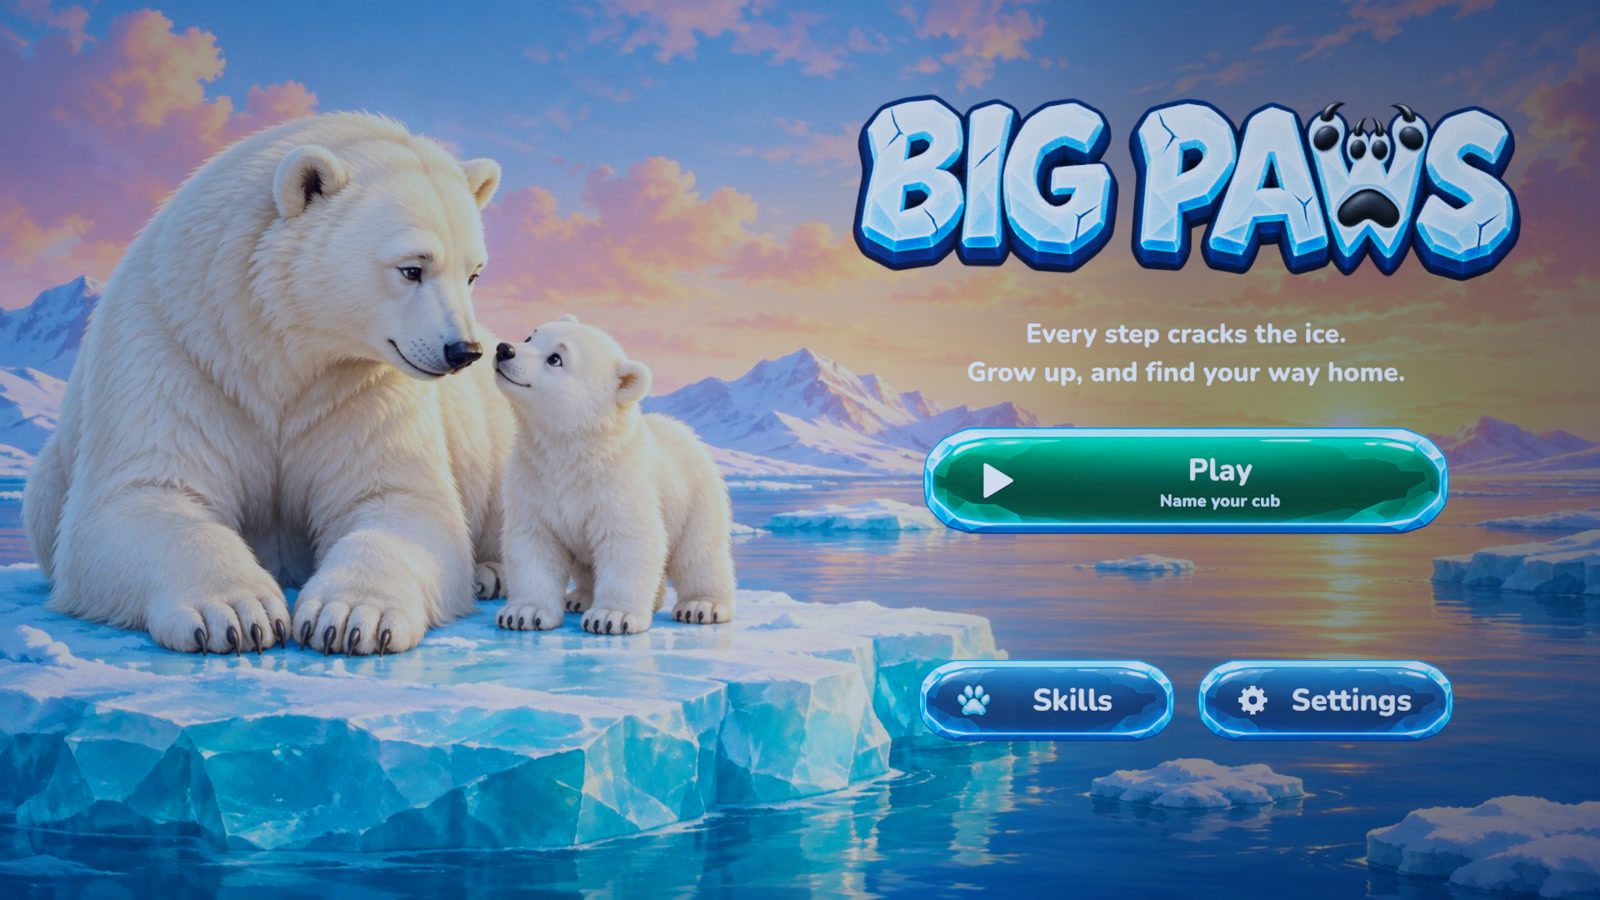 BIG PAWS
Every step cracks the ice.
Grow up, and find your way home.
Play
Name your cub
Skills
Settings